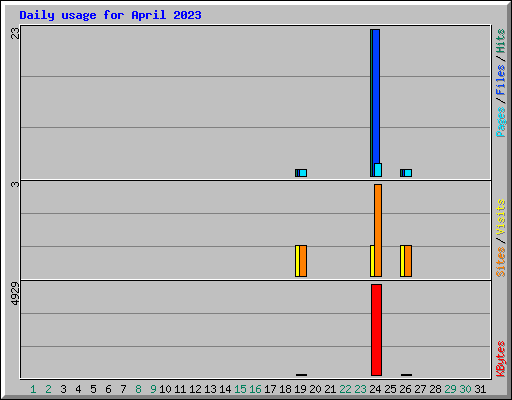 Daily usage for April 2023
23
Pages/Files/Hits
3
Sites/Visits
4929
KBytes
1 2 3 4 5 6 7 8 9 10 11 12 13 14 15 16 17 18 19 20 21 22 23 24 25 26 27 28 29 30 31